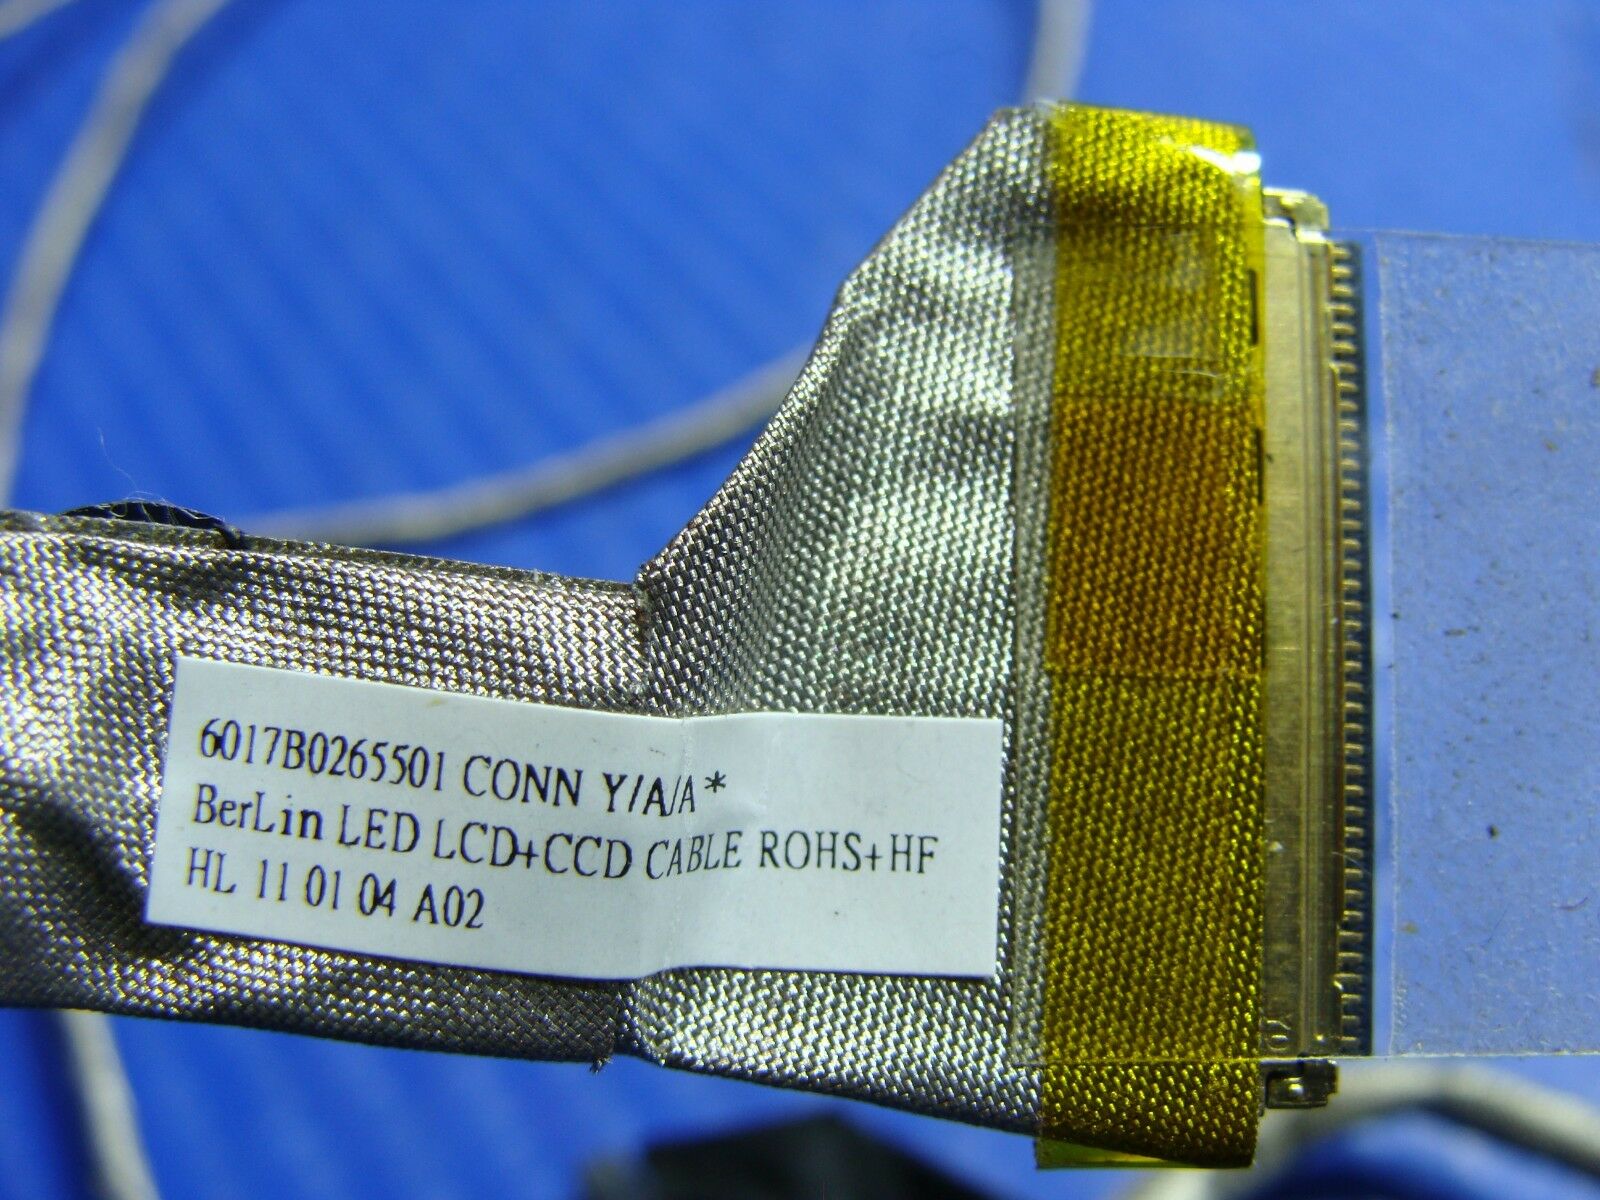 6017B0265501 CONN Y/A/A*
BerLin LED LCD+CCD CABLE ROHS+HF
HL 11 01 04 A02